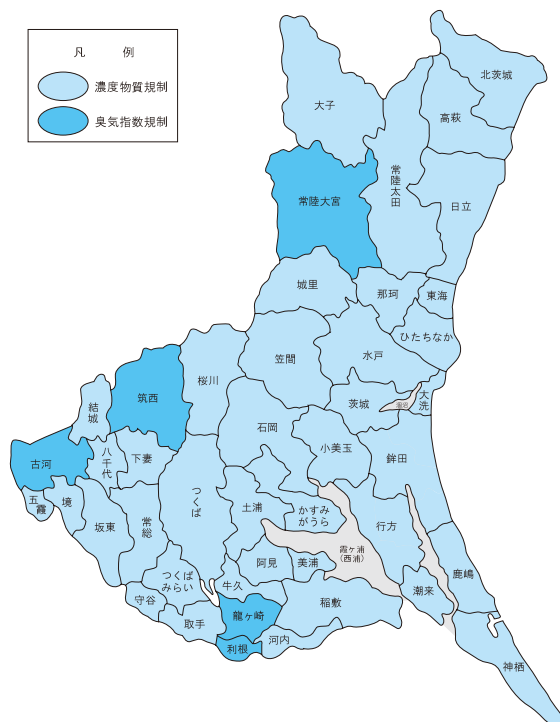 凡 例
濃度物質規制
臭気指数規制
北茨城
大子
高萩
常陸太田
常陸大宮
日立
城里
那珂
東海
ひたちなか
水戸
笠間
桜川
筑西
茨城
涸沼
大洗
結城
石岡
小美玉
鉾田
古河
八千代
下妻
つくば
土浦
かすみ
がうら
行方
五霞
境
坂東
常総
霞ヶ浦
(西浦)
阿見
美浦
鹿嶋
つくば
みらい
牛久
潮来
守谷
稲敷
取手
龍ヶ崎
河内
利根
神栖